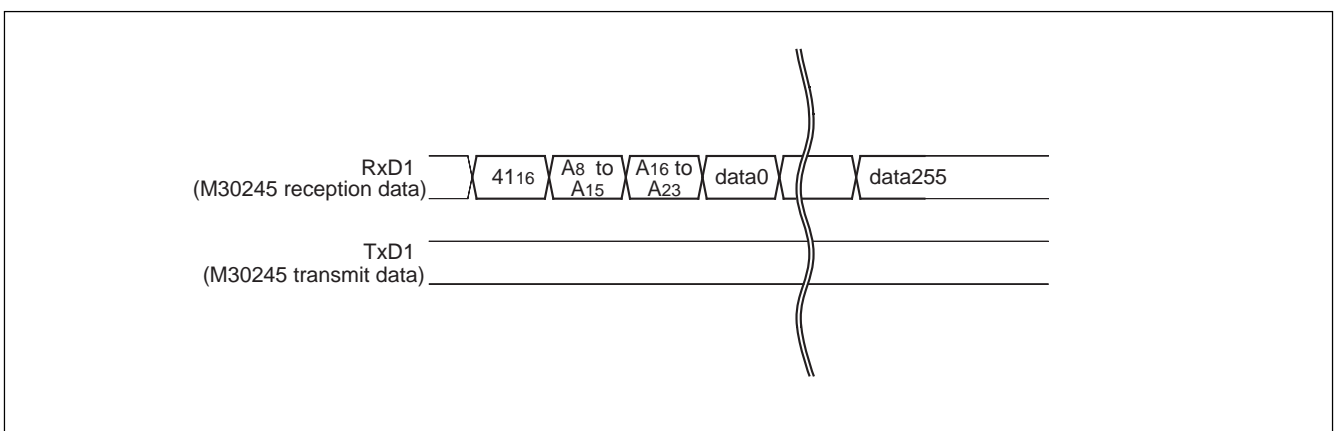 RxD1
(M30245 reception data)
4116
A8 to
A15
A16 to
A23
data0
data255
TxD1
(M30245 transmit data)